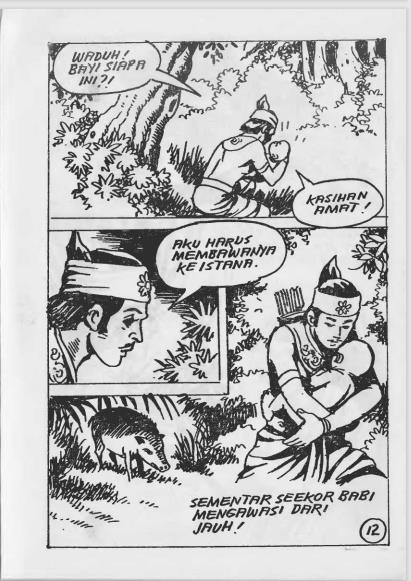 WADUH!
BAYI SIAPA
INI?!
KASIHAN
AMAT!
AKU HARUS
MEMBAWANYA
KE ISTANA.
SEMENTAR SEEKOR BABI
MENGAWASI DARI
JAUH!
12